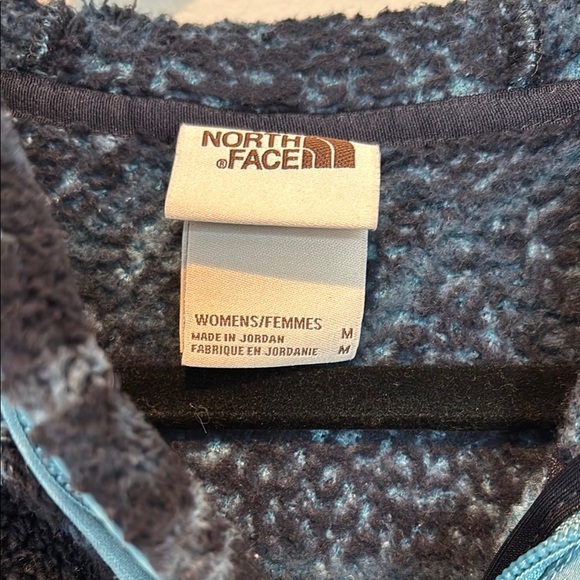 NORTH
® FACE
WOMENS/FEMMES
MADE IN JORDAN M
FABRIQUE EN JORDANIE M